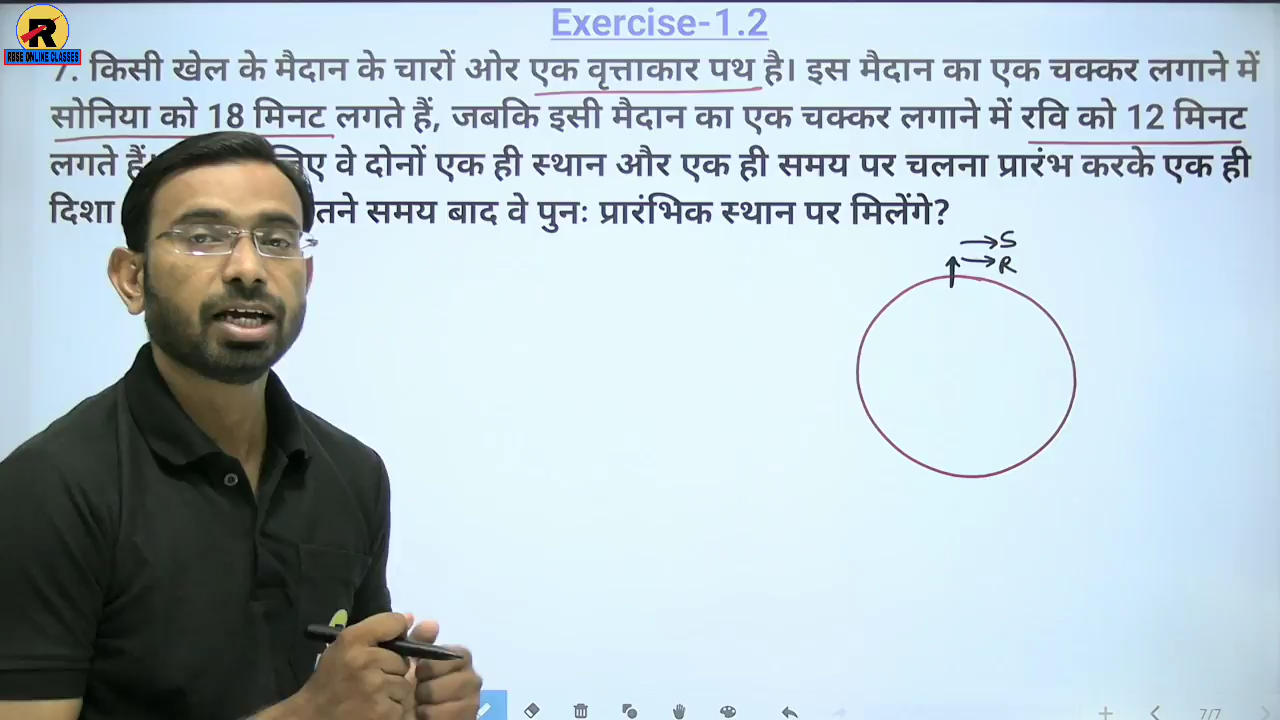 Exercise-1.2
R
RBSE ONLINE CLASSES
7. किसी खेल के मैदान के चारों ओर एक वृत्ताकार पथ है। इस मैदान का एक चक्कर लगाने में
सोनिया को 18 मिनट लगते हैं, जबकि इसी मैदान का एक चक्कर लगाने में रवि को 12 मिनट
लगते वे दोनों एक ही स्थान और एक ही समय पर चलना प्रारंभ करके एक ही
दिशा समय बाद वे पुनः प्रारंभिक स्थान पर मिलेंगे?
S
R
7/7